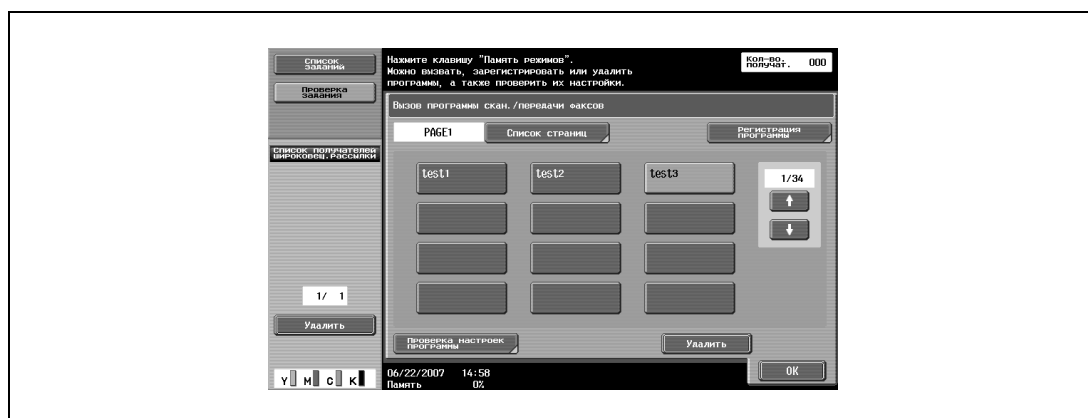 Список
заданий
Проверка
задания
Список получателей
широковещ.рассылки
1/ 1
Удалить
Y M C K
Нажмите клавишу "Память режимов".
Можно вызвать, зарегистрировать или удалить
программы, а также проверить их настройки.
Кол-во.
получат. 000
Вызов программы скан./передачи факсов
PAGE1
Список страниц
Регистрация
программы
test1
test2
test3
1/34
Проверка настроек
программы
Удалить
06/22/2007 14:58
Память 0%
OK